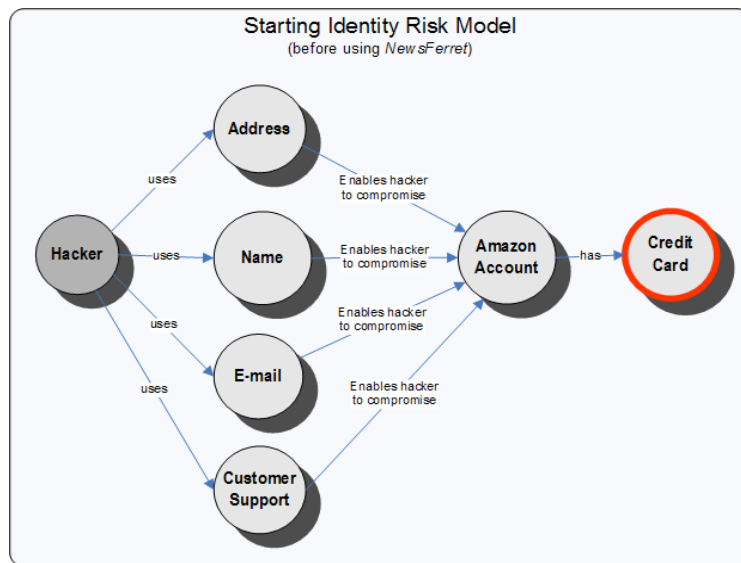 Starting Identity Risk Model
(before using NewsFerret)
Address
uses
Enables hacker
to compromise
Hacker
uses
Name
Enables hacker
to compromise
Amazon
Account
has
Credit
Card
uses
E-mail
Enables hacker
to compromise
uses
Enables hacker
to compromise
Customer
Support